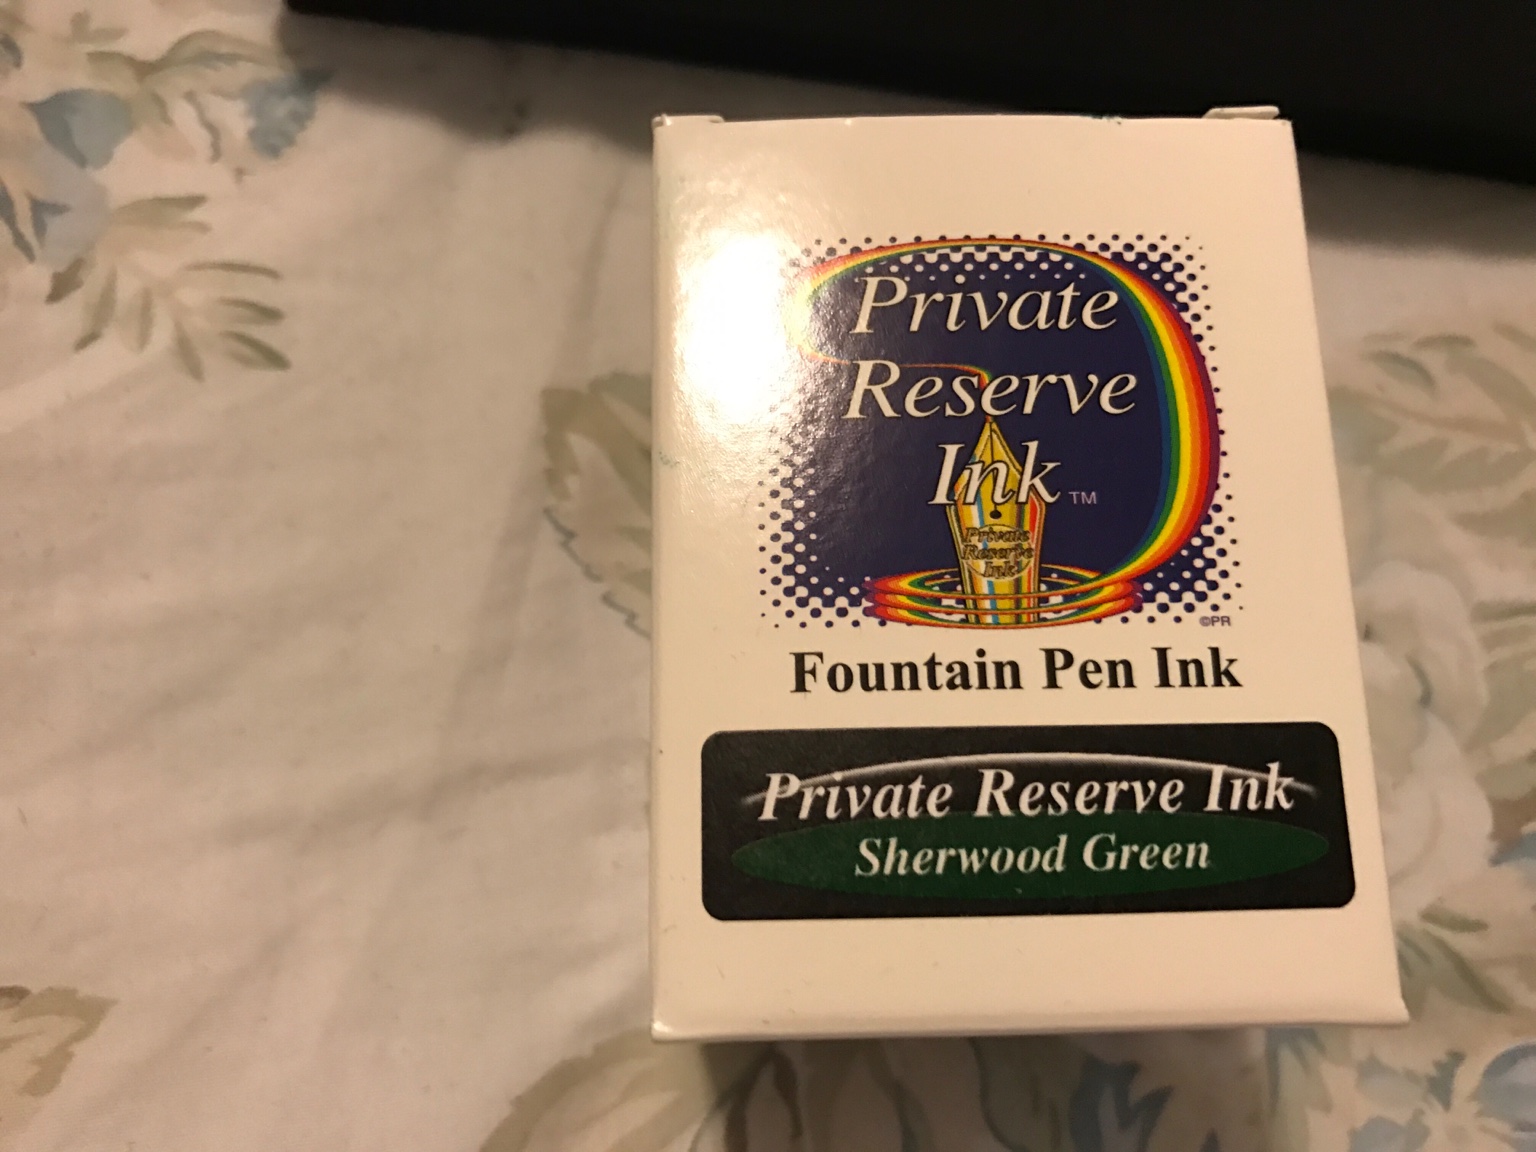 Private
Reserve
Ink™
Private
Reserve
Ink
©PR
Fountain Pen Ink
Private Reserve Ink
Sherwood Green